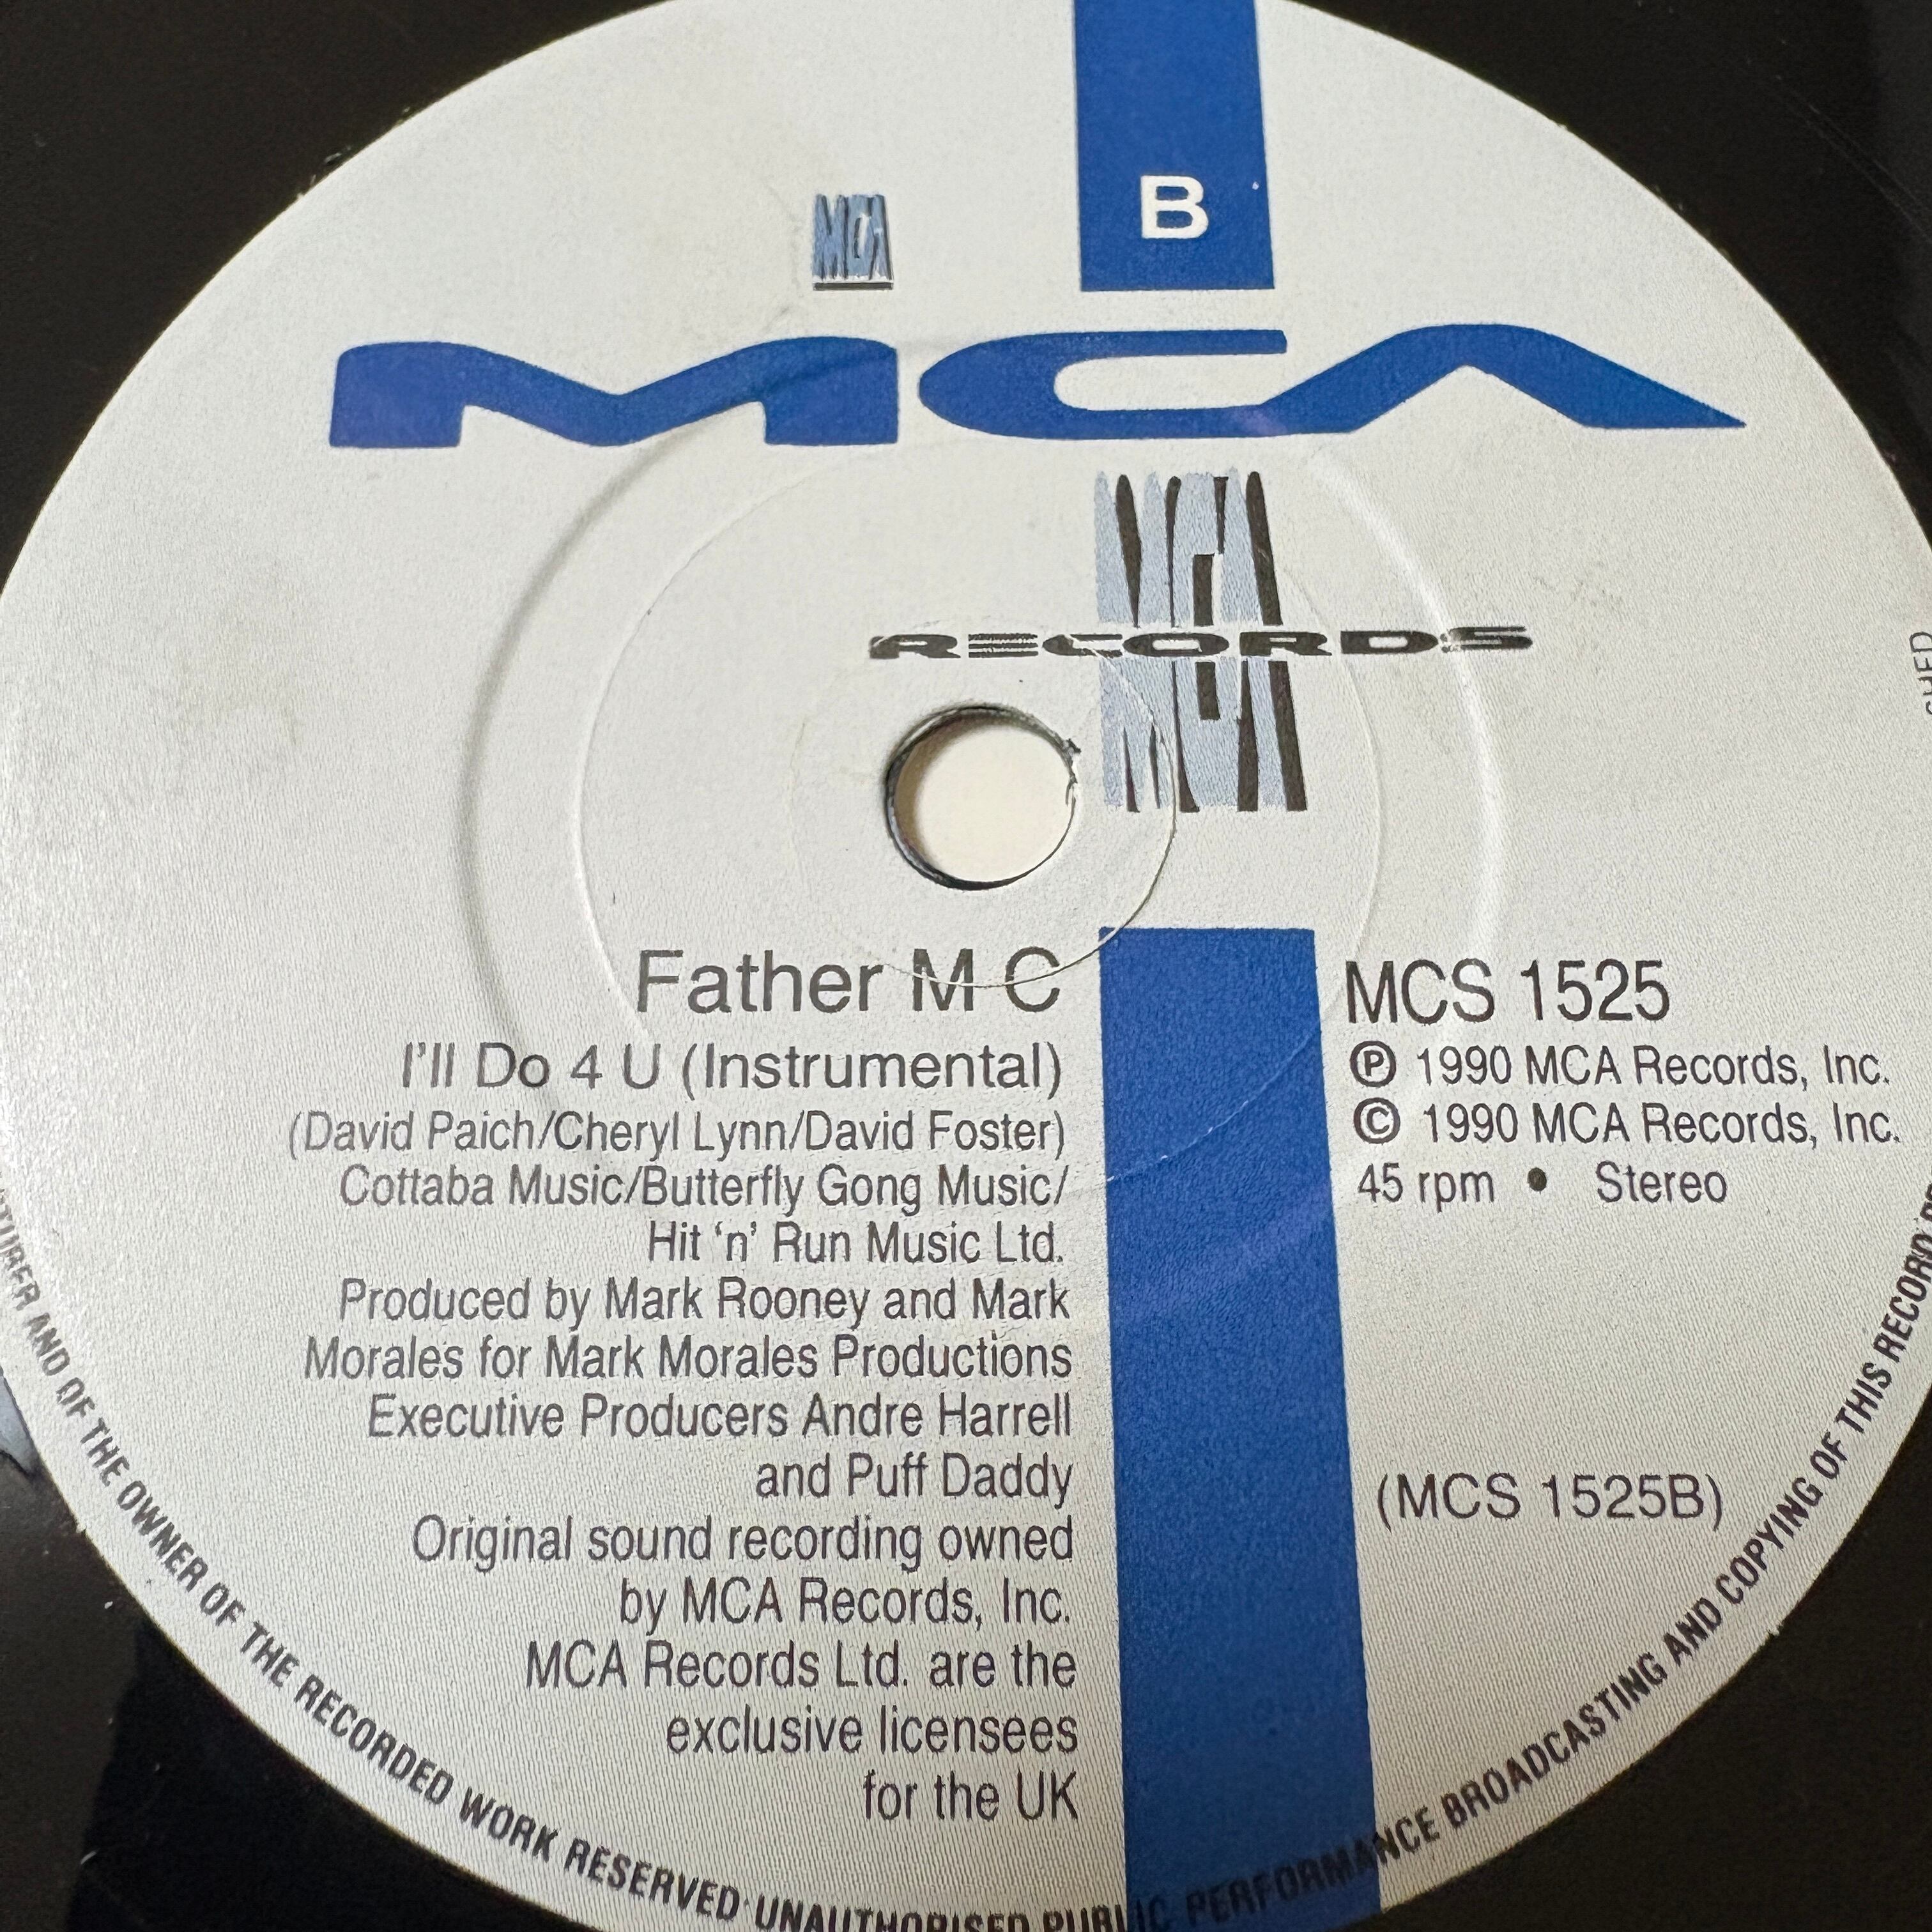 B
MCA
MCA
MCA
RECORDS
MCA
Father M C
I'll Do 4 U (Instrumental)
(David Paich/Cheryl Lynn/David Foster)
Cottaba Music/Butterfly Gong Music/
Hit 'n' Run Music Ltd.
Produced by Mark Rooney and Mark
Morales for Mark Morales Productions
Executive Producers Andre Harrell
and Puff Daddy
Original sound recording owned
by MCA Records, Inc.
MCA Records Ltd. are the
exclusive licensees
for the UK
MCS 1525
Ⓟ 1990 MCA Records, Inc.
© 1990 MCA Records, Inc.
45 rpm • Stereo
(MCS 1525B)
AND OF THE OWNER OF THE RECORDED WORK RESERVED UNAUTHORISED PUBLIC PERFORMANCE BROADCASTING AND COPYING OF THIS RECORD